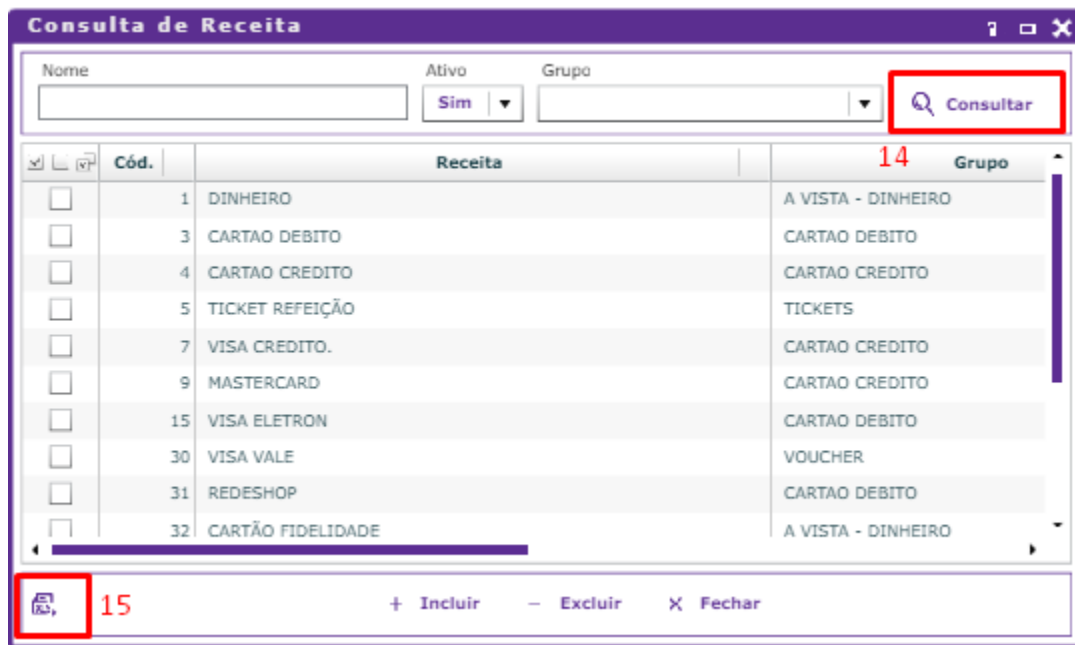 Consulta de Receita
Nome Ativo Grupo
Sim Consultar
Cód. Receita 14 Grupo
1 DINHEIRO A VISTA - DINHEIRO
3 CARTAO DEBITO CARTAO DEBITO
4 CARTAO CREDITO CARTAO CREDITO
5 TICKET REFEIÇÃO TICKETS
7 VISA CREDITO. CARTAO CREDITO
9 MASTERCARD CARTAO CREDITO
15 VISA ELETRON CARTAO DEBITO
30 VISA VALE VOUCHER
31 REDESHOP CARTAO DEBITO
32 CARTÃO FIDELIDADE A VISTA - DINHEIRO
15 + Incluir − Excluir X Fechar